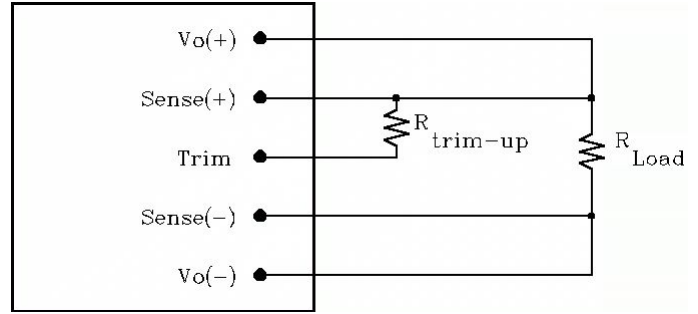 Vo(+)
Sense(+)
R trim-up
Trim
R Load
Sense(-)
Vo(-)